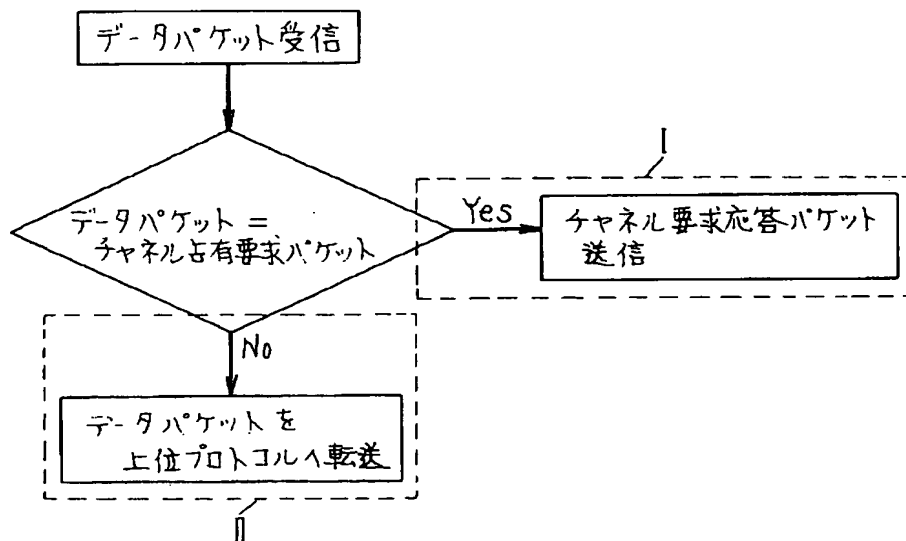 データパケット受信
I
データパケット =
チャネル占有要求パケット
Yes
チャネル要求応答パケット
送信
No
データパケットを
上位プロトコルへ転送
II